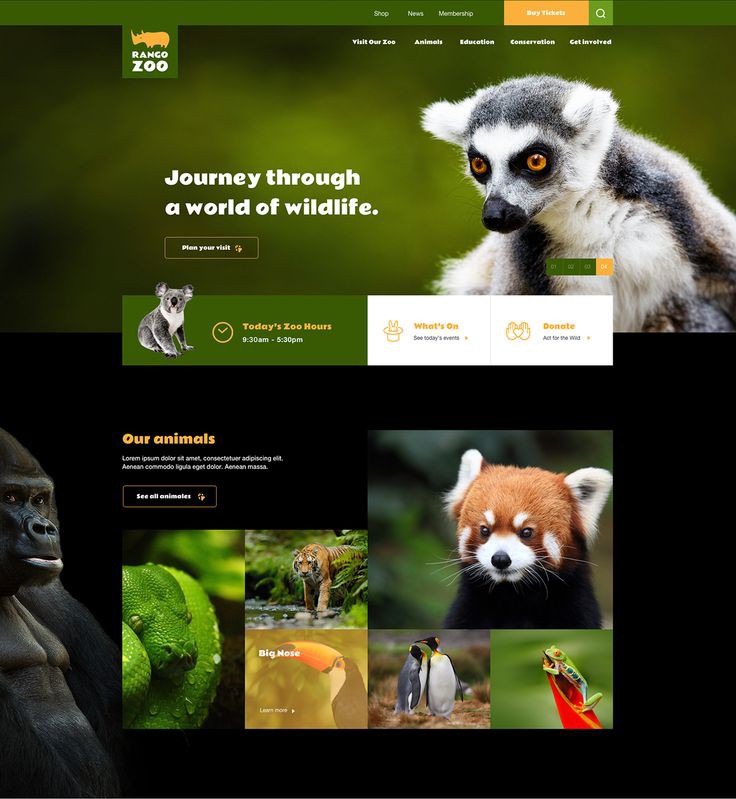 Shop
News
Membership
Buy Tickets
RANGO
ZOO
Visit Our Zoo
Animals
Education
Conservation
Get involved
Journey through
a world of wildlife.
Plan your visit
01
02
03
04
Today's Zoo Hours
9:30am - 5:30pm
What's On
See today's events
Donate
Act for the Wild
Our animals
Lorem ipsum dolor sit amet, consectetuer adipiscing elit.
Aenean commodo ligula eget dolor. Aenean massa.
See all animales
Big Nose
Learn more